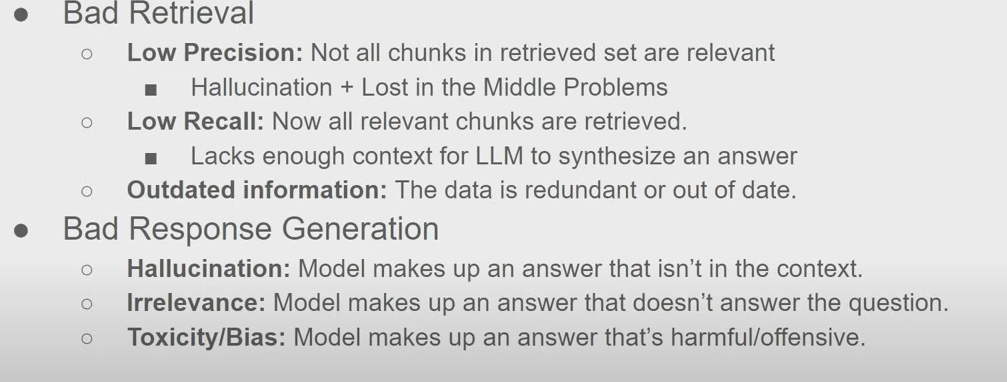 ● Bad Retrieval
○ Low Precision: Not all chunks in retrieved set are relevant
■ Hallucination + Lost in the Middle Problems
○ Low Recall: Now all relevant chunks are retrieved.
■ Lacks enough context for LLM to synthesize an answer
○ Outdated information: The data is redundant or out of date.
● Bad Response Generation
○ Hallucination: Model makes up an answer that isn’t in the context.
○ Irrelevance: Model makes up an answer that doesn’t answer the question.
○ Toxicity/Bias: Model makes up an answer that’s harmful/offensive.